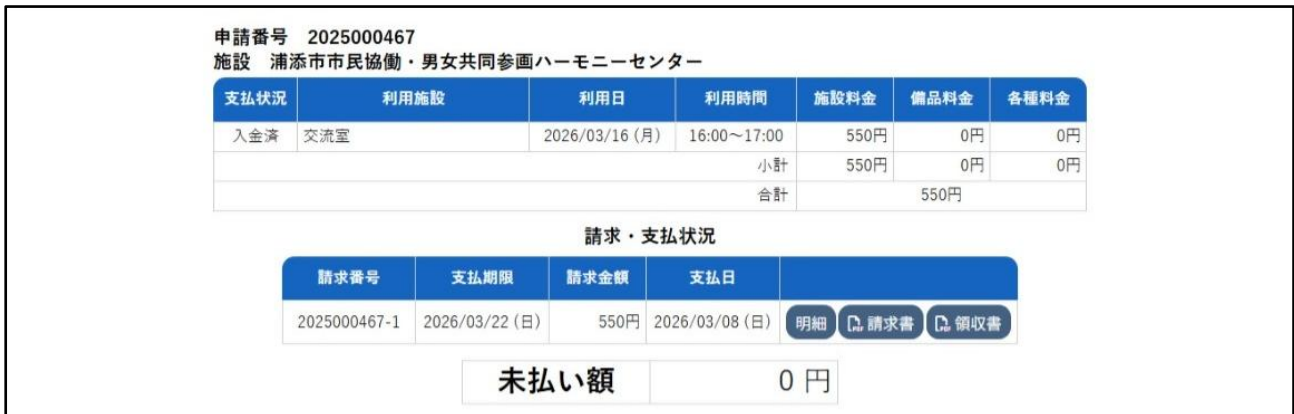 申請番号 2025000467
施設 浦添市市民協働・男女共同参画ハーモニーセンター
支払状況 利用施設 利用日 利用時間 施設料金 備品料金 各種料金
入金済 交流室 2026/03/16 (月) 16:00～17:00 550円 0円 0円
小計 550円 0円 0円
合計 550円
請求・支払状況
請求番号 支払期限 請求金額 支払日
2025000467-1 2026/03/22 (日) 550円 2026/03/08 (日) 明細 請求書 領収書
未払い額 0 円